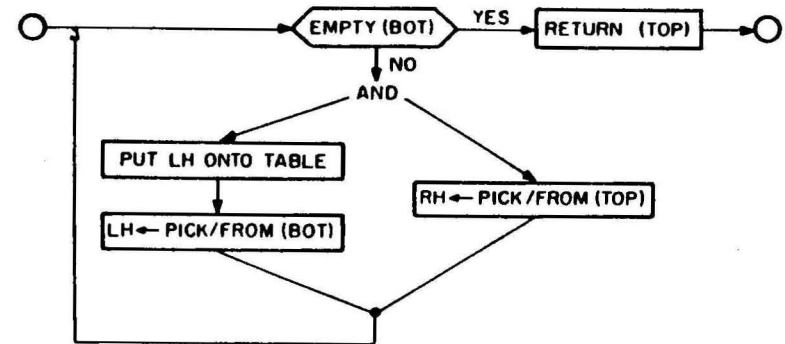 EMPTY (BOT)
YES
RETURN (TOP)
NO
AND
PUT LH ONTO TABLE
RH ← PICK/FROM (TOP)
LH ← PICK/FROM (BOT)